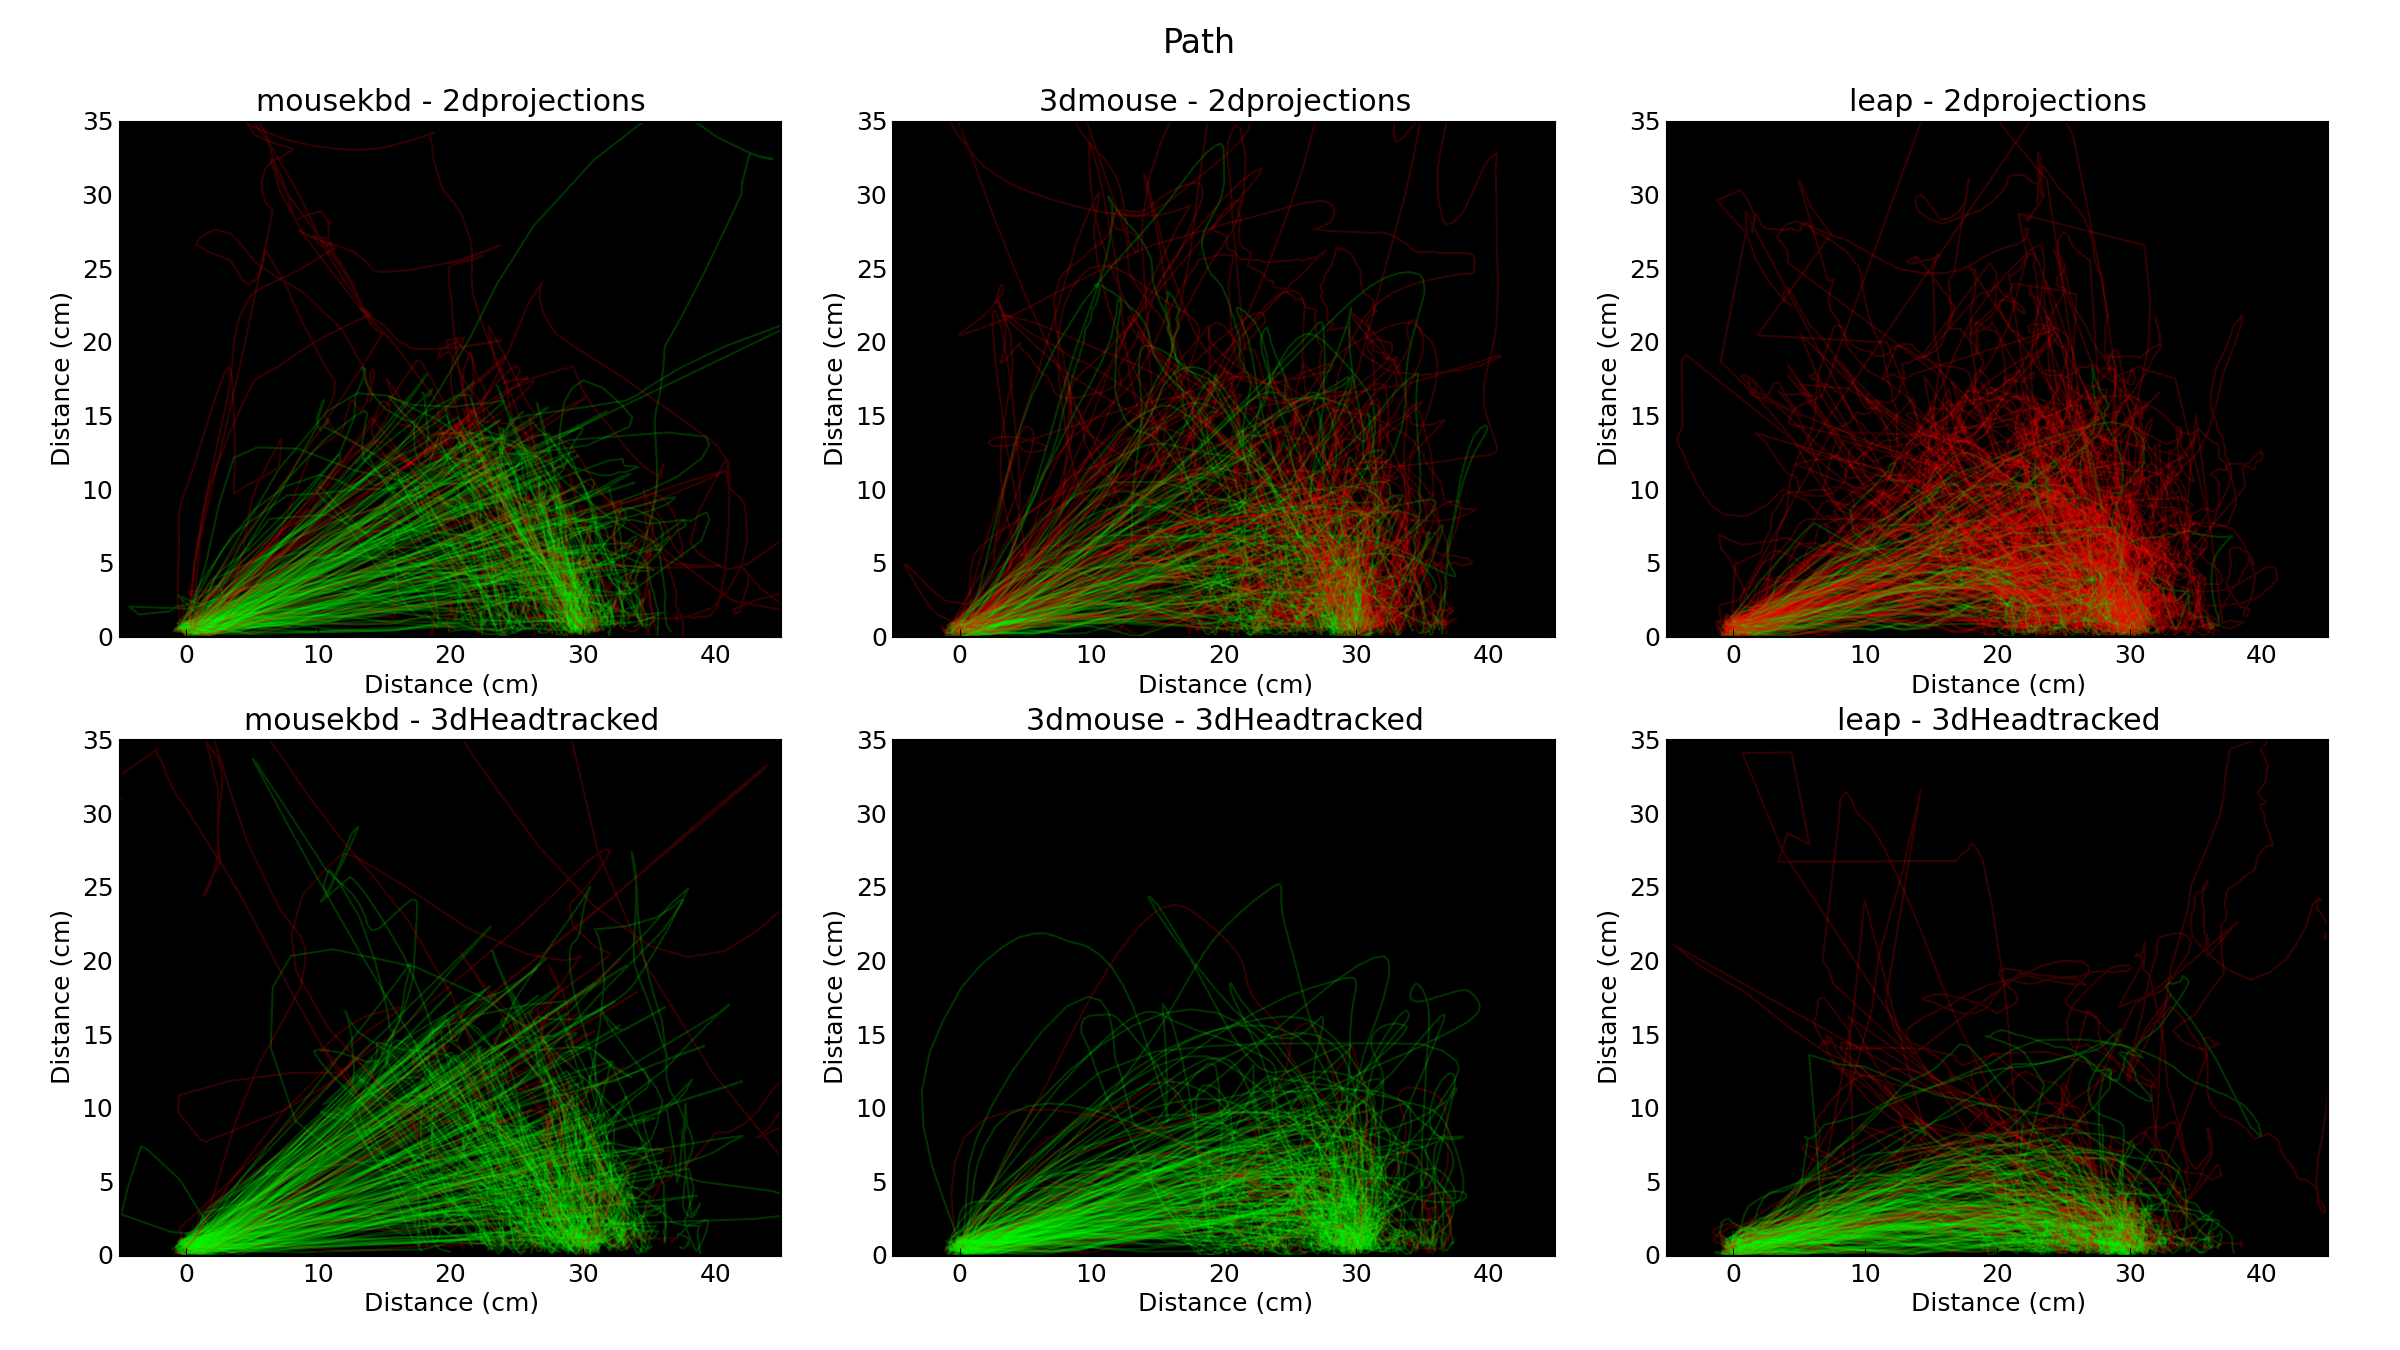 Path
mousekbd - 2dprojections
3dmouse - 2dprojections
leap - 2dprojections
35
30
25
20
15
10
5
0
Distance (cm)
0 10 20 30 40
Distance (cm)
35
30
25
20
15
10
5
0
Distance (cm)
0 10 20 30 40
Distance (cm)
35
30
25
20
15
10
5
0
Distance (cm)
0 10 20 30 40
Distance (cm)
mousekbd - 3dHeadtracked
3dmouse - 3dHeadtracked
leap - 3dHeadtracked
35
30
25
20
15
10
5
0
Distance (cm)
0 10 20 30 40
Distance (cm)
35
30
25
20
15
10
5
0
Distance (cm)
0 10 20 30 40
Distance (cm)
35
30
25
20
15
10
5
0
Distance (cm)
0 10 20 30 40
Distance (cm)